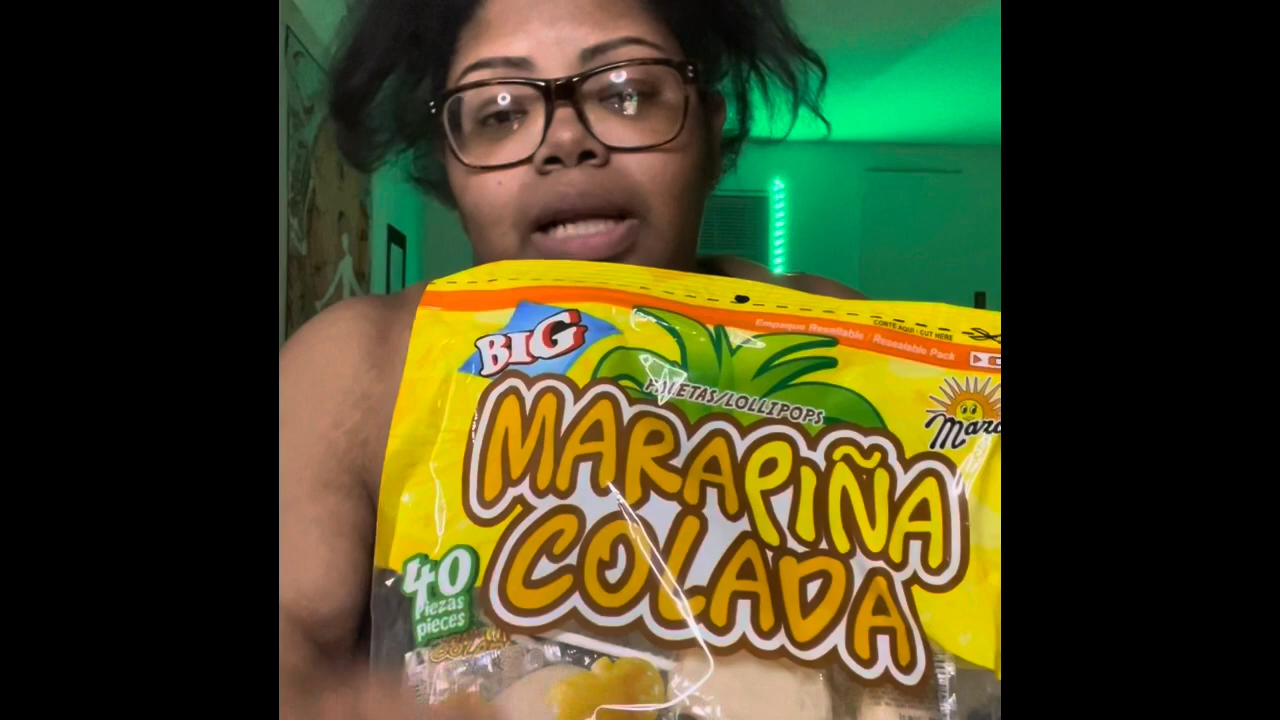 Empaque Resellable / Resealable Pack
CORTE AQUI - CUT HERE
BIG
PALETAS/LOLLIPOPS
MARAPIÑA
COLADA
40
piezas
pieces